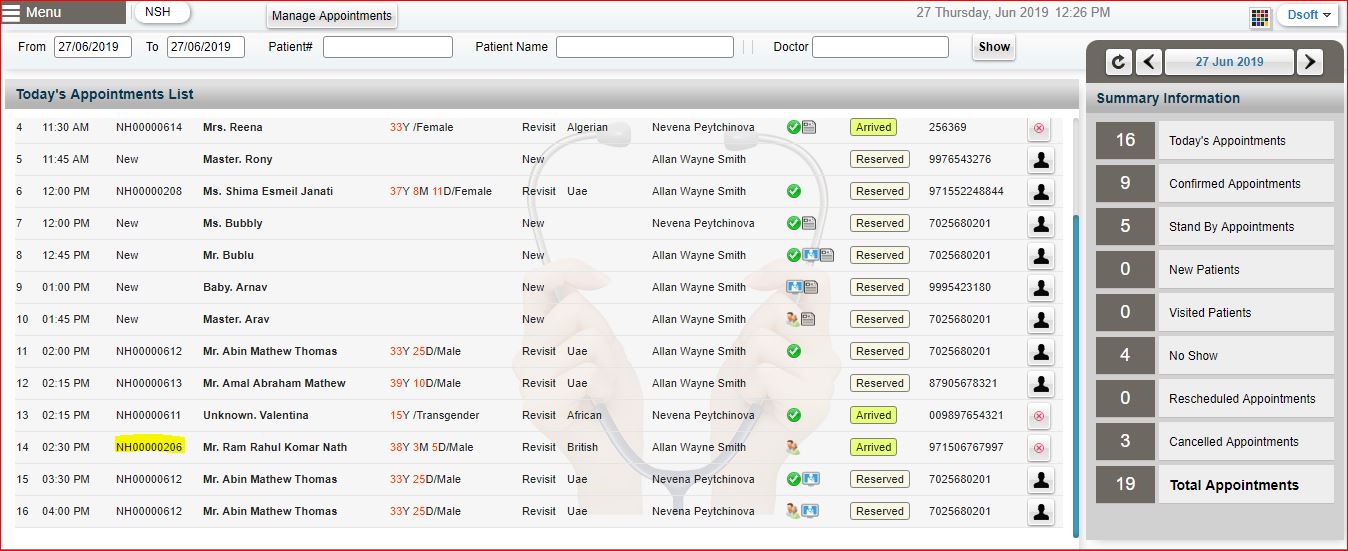 Menu NSH Manage Appointments 27 Thursday, Jun 2019 12:26 PM Dsoft
From 27/06/2019 To 27/06/2019 Patient# Patient Name Doctor Show
27 Jun 2019
Today's Appointments List
4 11:30 AM NH00000614 Mrs. Reena 33Y /Female Revisit Algerian Nevena Peytchinova Arrived 256369
5 11:45 AM New Master. Rony New Allan Wayne Smith Reserved 9976543276
6 12:00 PM NH00000208 Ms. Shima Esmeil Janati 37Y 8M 11D/Female Revisit Uae Allan Wayne Smith Reserved 971552248844
7 12:00 PM New Ms. Bubbly New Nevena Peytchinova Reserved 7025680201
8 12:45 PM New Mr. Bublu New Allan Wayne Smith Reserved 7025680201
9 01:00 PM New Baby. Arnav New Allan Wayne Smith Reserved 9995423180
10 01:45 PM New Master. Arav New Allan Wayne Smith Reserved 7025680201
11 02:00 PM NH00000612 Mr. Abin Mathew Thomas 33Y 25D/Male Revisit Uae Allan Wayne Smith Reserved 7025680201
12 02:15 PM NH00000613 Mr. Amal Abraham Mathew 39Y 10D/Male Revisit Uae Allan Wayne Smith Reserved 87905678321
13 02:15 PM NH00000611 Unknown. Valentina 15Y /Transgender Revisit African Nevena Peytchinova Arrived 009897654321
14 02:30 PM NH00000206 Mr. Ram Rahul Komar Nath 38Y 3M 5D/Male Revisit British Allan Wayne Smith Arrived 971506767997
15 03:30 PM NH00000612 Mr. Abin Mathew Thomas 33Y 25D/Male Revisit Uae Nevena Peytchinova Reserved 7025680201
16 04:00 PM NH00000612 Mr. Abin Mathew Thomas 33Y 25D/Male Revisit Uae Nevena Peytchinova Reserved 7025680201
Summary Information
16 Today's Appointments
9 Confirmed Appointments
5 Stand By Appointments
0 New Patients
0 Visited Patients
4 No Show
0 Rescheduled Appointments
3 Cancelled Appointments
19 Total Appointments